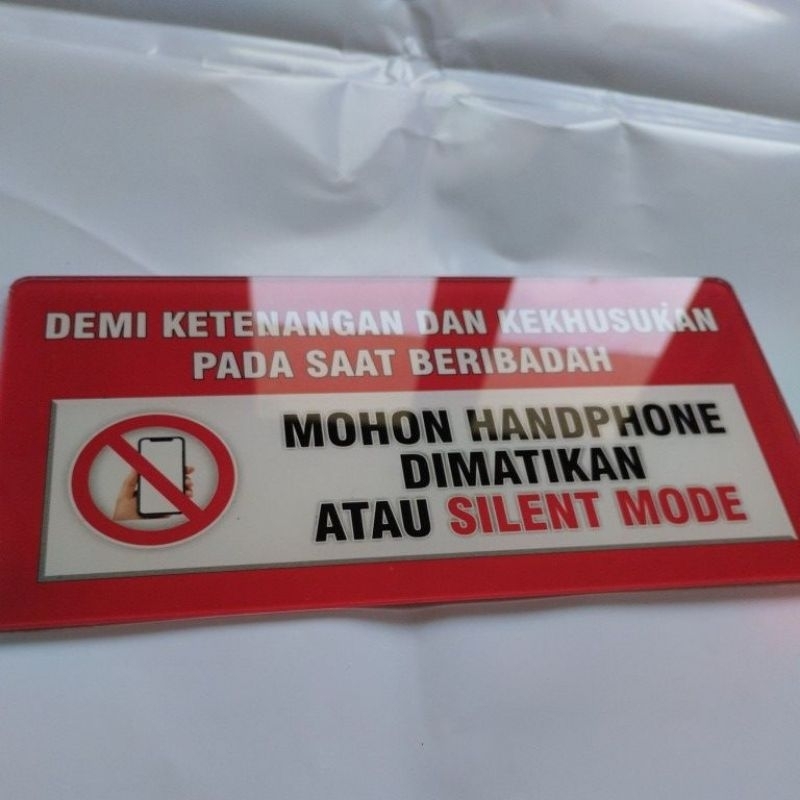 DEMI KETENANGAN DAN KEKHUSUKAN
PADA SAAT BERIBADAH
MOHON HANDPHONE
DIMATIKAN
ATAU SILENT MODE